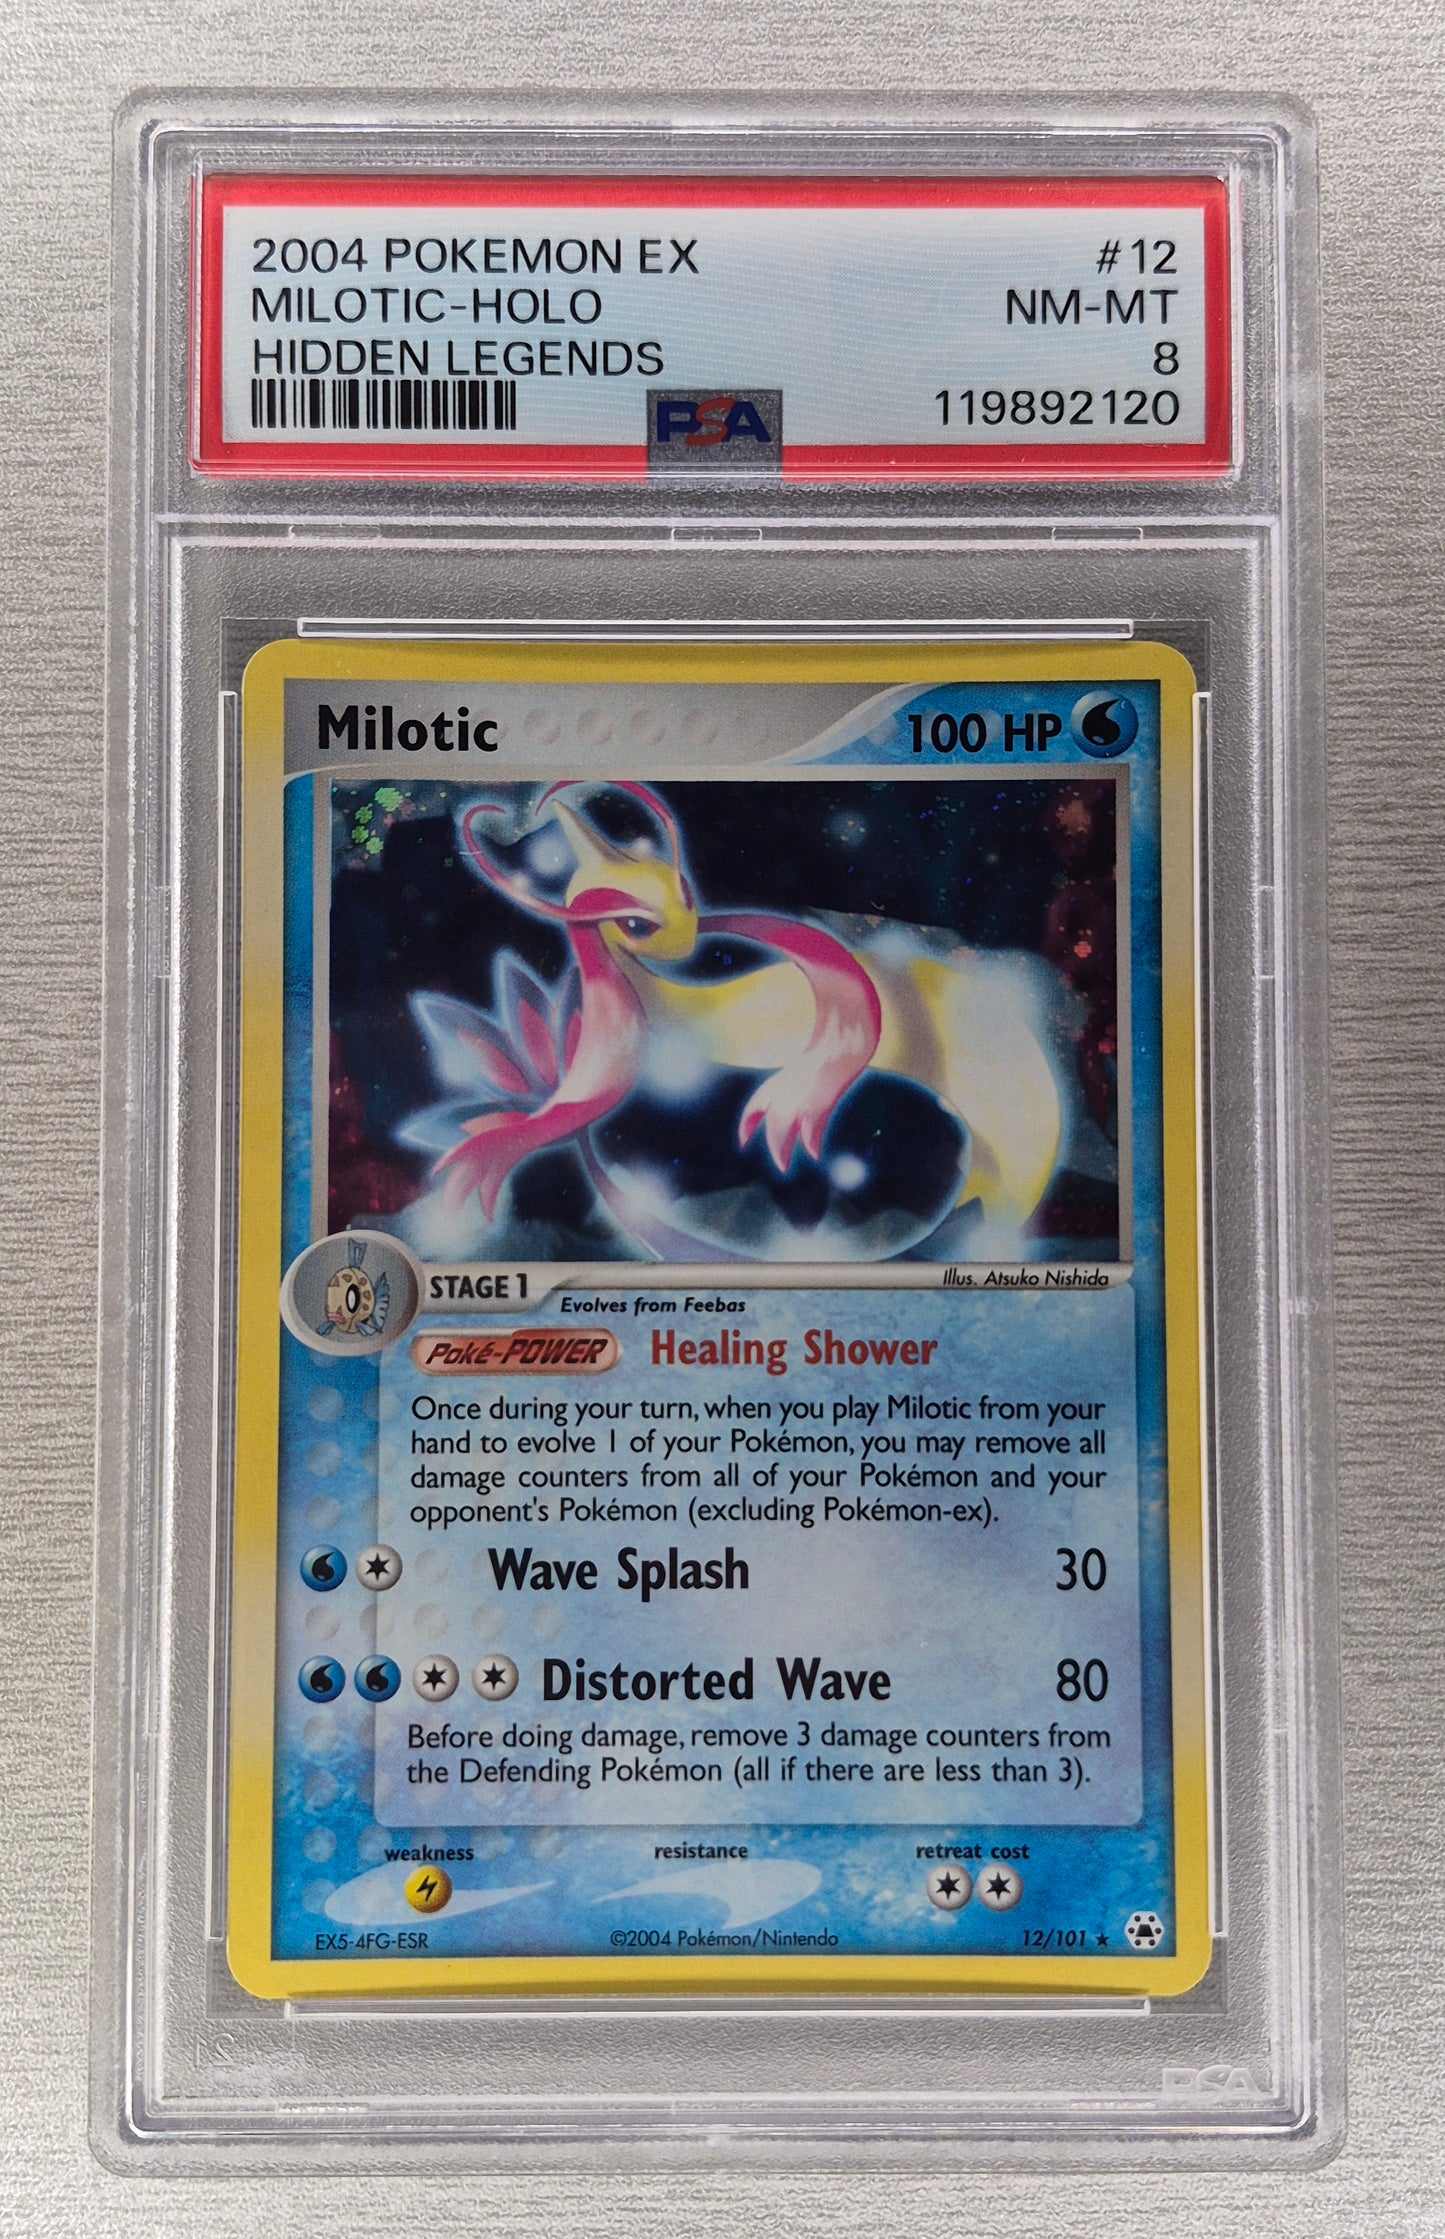 2004 POKEMON EX #12
MILOTIC-HOLO NM-MT
HIDDEN LEGENDS 8
PSA 119892120
Milotic 100 HP
STAGE 1 Illus. Atsuko Nishida
Evolves from Feebas
Poké-POWER Healing Shower
Once during your turn, when you play Milotic from your
hand to evolve 1 of your Pokémon, you may remove all
damage counters from all of your Pokémon and your
opponent's Pokémon (excluding Pokémon-ex).
Wave Splash 30
Distorted Wave 80
Before doing damage, remove 3 damage counters from
the Defending Pokémon (all if there are less than 3).
weakness resistance retreat cost
EX5-4FG-ESR ©2004 Pokémon/Nintendo 12/101 ★
PSA